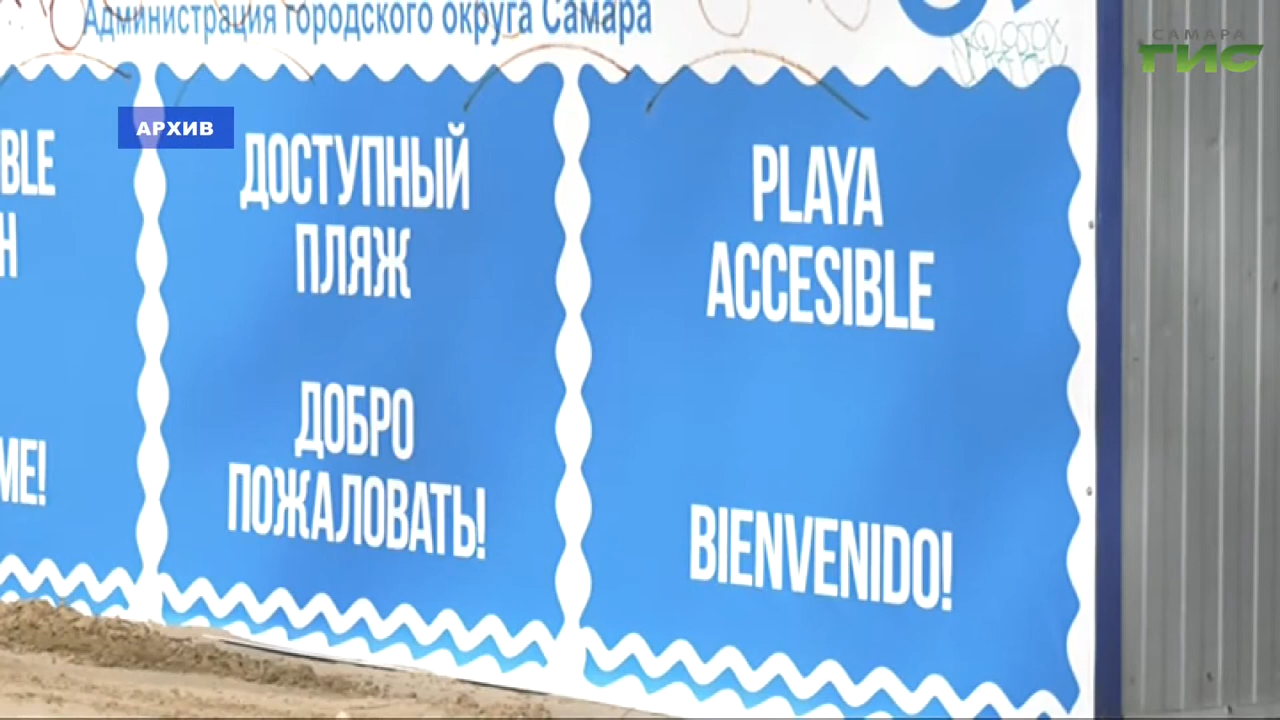 Администрация городского округа Самара
САМАРА
ГИС
АРХИВ
BLE
H
ME!
ДОСТУПНЫЙ
ПЛЯЖ
ДОБРО
ПОЖАЛОВАТЬ!
PLAYA
ACCESIBLE
BIENVENIDO!